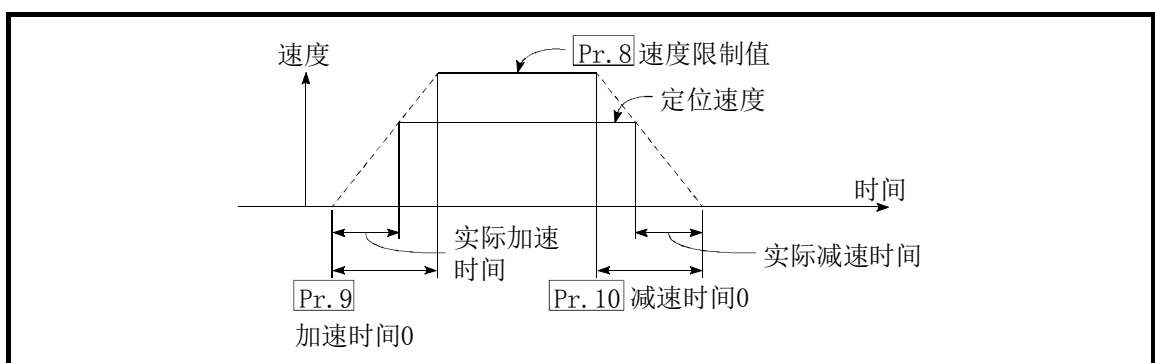 速度
Pr.8 速度限制值
定位速度
时间
实际加速
时间
实际减速时间
Pr.9
加速时间0
Pr.10 减速时间0